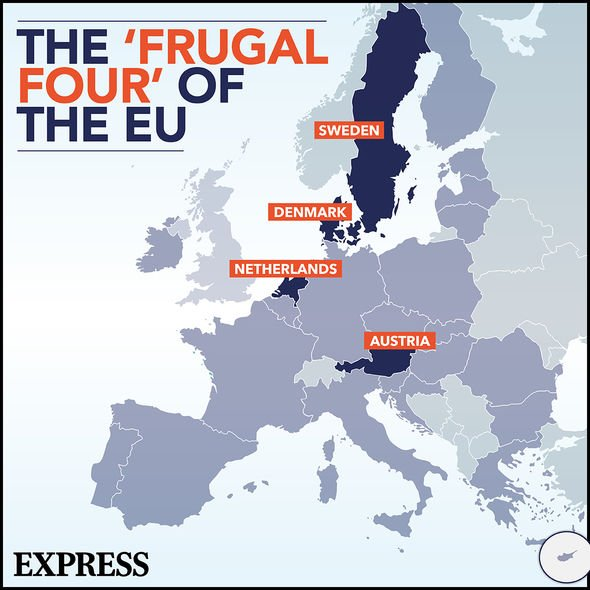 THE ‘FRUGAL
FOUR’ OF
THE EU
SWEDEN
DENMARK
NETHERLANDS
AUSTRIA
EXPRESS